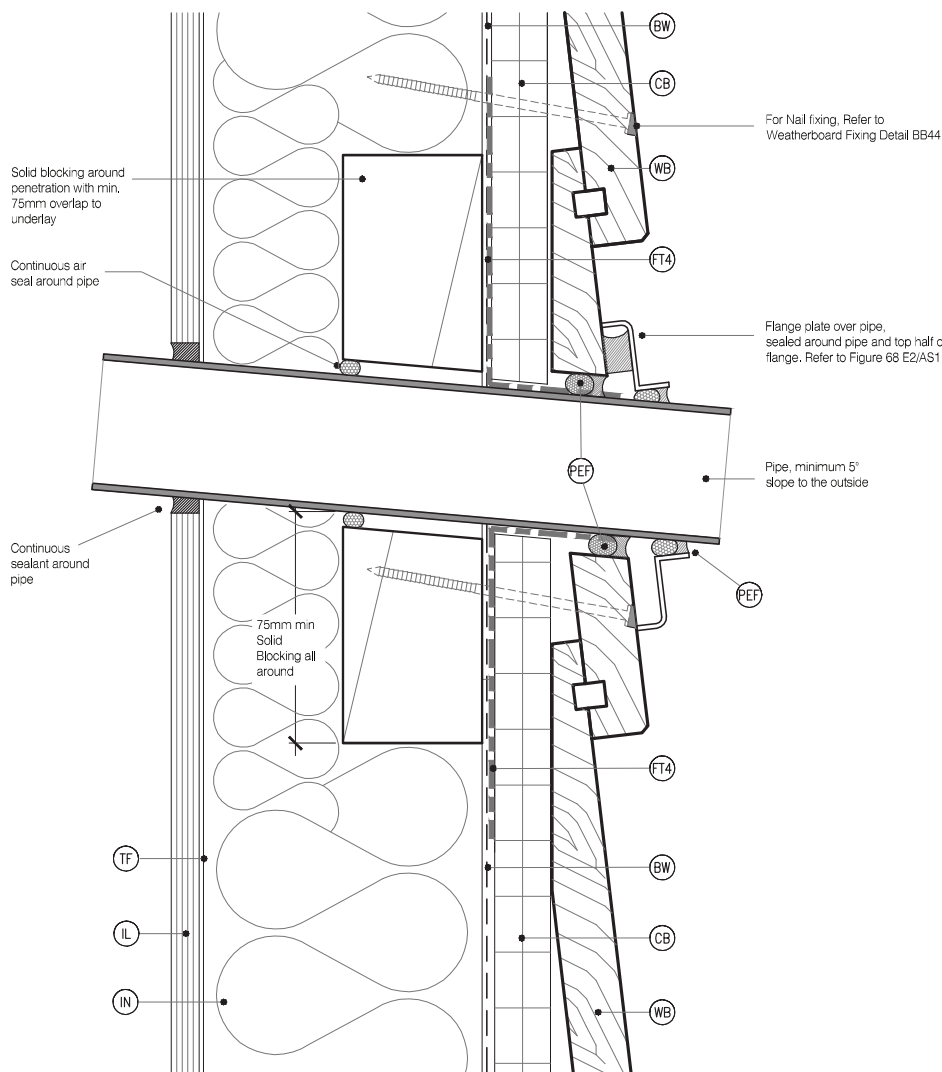 BW
CB
For Nail fixing, Refer to
Weatherboard Fixing Detail BB44
WB
Solid blocking around
penetration with min.
75mm overlap to
underlay
FT4
Continuous air
seal around pipe
Flange plate over pipe,
sealed around pipe and top half o
flange. Refer to Figure 68 E2/AS1
PEF
Pipe, minimum 5°
slope to the outside
Continuous
sealant around
pipe
PEF
75mm min
Solid
Blocking all
around
FT4
TF
BW
IL
CB
IN
WB